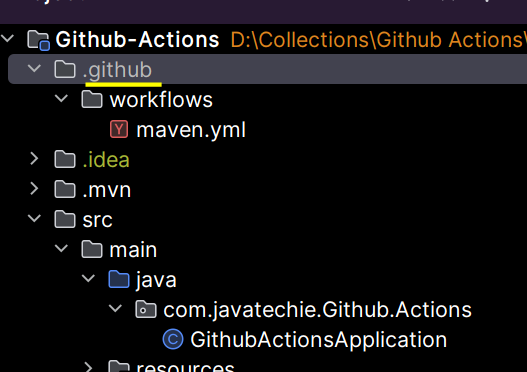 Github-Actions D:\Collections\Github Actions\
.github
workflows
Y maven.yml
.idea
.mvn
src
main
java
com.javatechie.Github.Actions
C GithubActionsApplication
resources